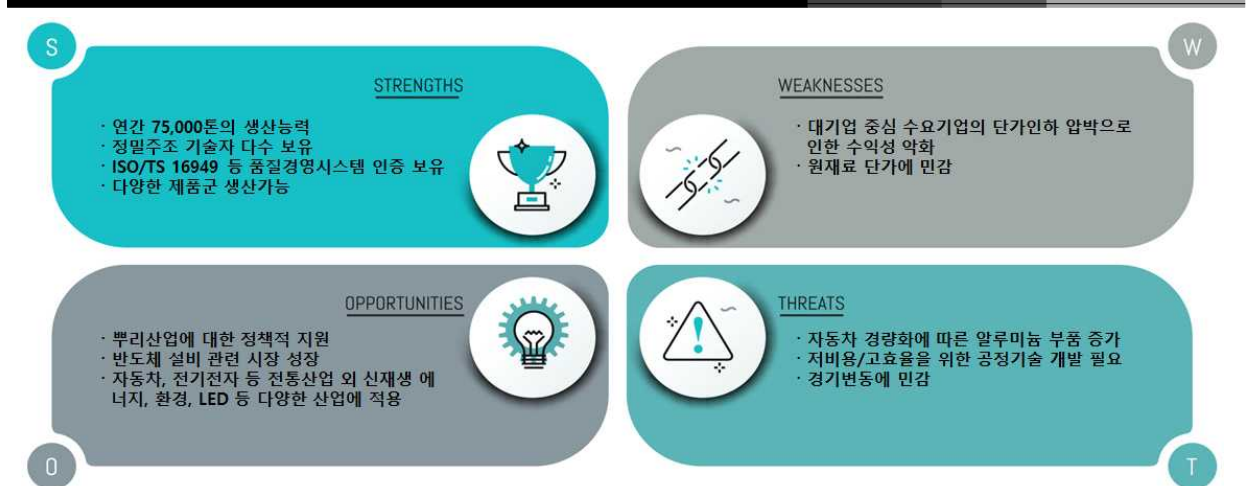 S
STRENGTHS
· 연간 75,000톤의 생산능력
· 정밀주조 기술자 다수 보유
· ISO/TS 16949 등 품질경영시스템 인증 보유
· 다양한 제품군 생산가능
W
WEAKNESSES
· 대기업 중심 수요기업의 단가인하 압박으로
인한 수익성 악화
· 원재료 단가에 민감
OPPORTUNITIES
· 뿌리산업에 대한 정책적 지원
· 반도체 설비 관련 시장 성장
· 자동차, 전기전자 등 전통산업 외 신재생 에
너지, 환경, LED 등 다양한 산업에 적용
O
THREATS
· 자동차 경량화에 따른 알루미늄 부품 증가
· 저비용/고효율을 위한 공정기술 개발 필요
· 경기변동에 민감
T